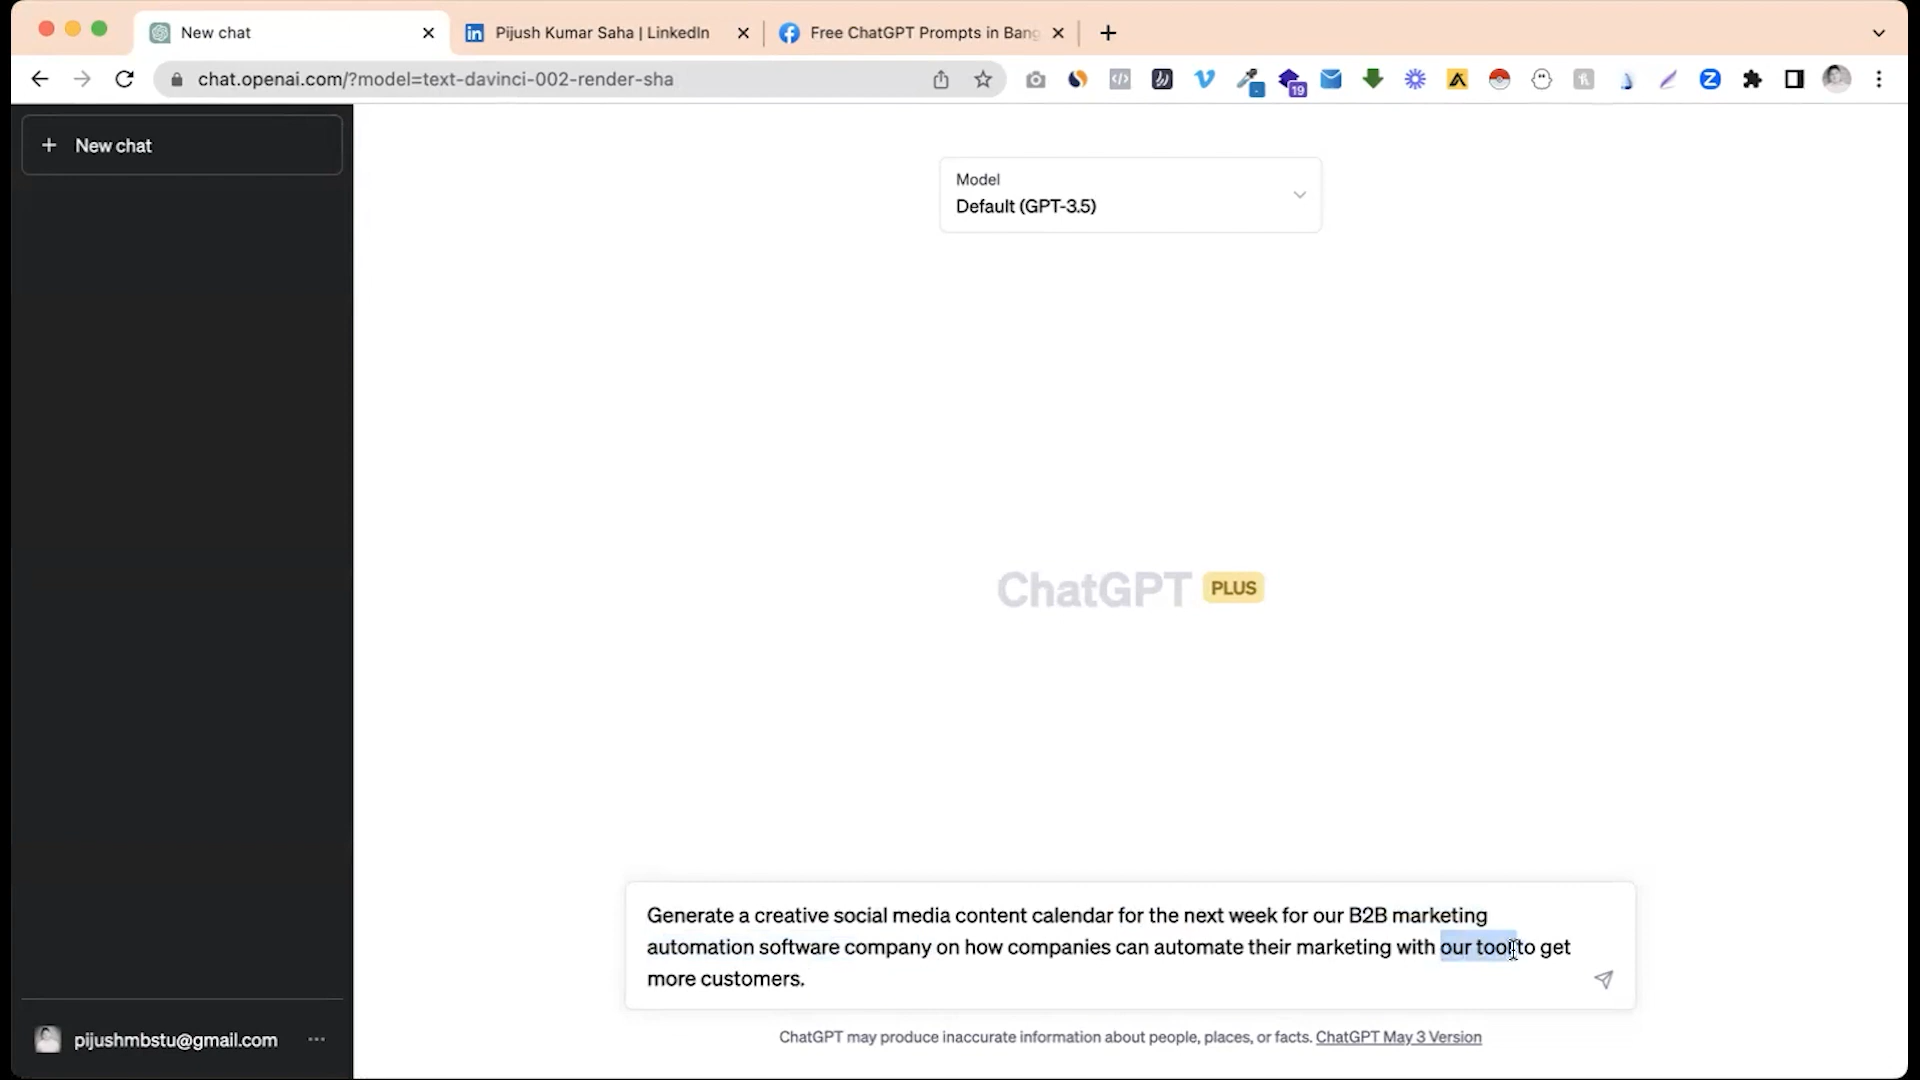 New chat
Pijush Kumar Saha | LinkedIn
Free ChatGPT Prompts in Bang
chat.openai.com/?model=text-davinci-002-render-sha
19
New chat
Model
Default (GPT-3.5)
ChatGPT PLUS
Generate a creative social media content calendar for the next week for our B2B marketing
automation software company on how companies can automate their marketing with our tool to get
more customers.
pijushmbstu@gmail.com
ChatGPT may produce inaccurate information about people, places, or facts. ChatGPT May 3 Version